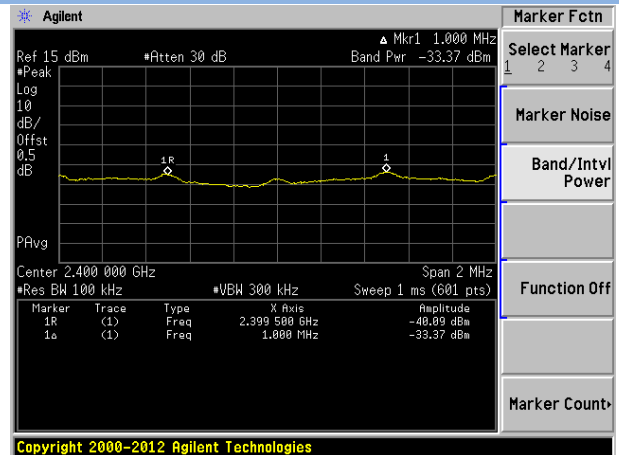 Agilent
Marker Fctn
Δ Mkr1 1.000 MHz
Ref 15 dBm #Atten 30 dB Band Pwr -33.37 dBm
#Peak
Log
10
dB/
Offst
0.5
dB
1R
1
PAvg
Center 2.400 000 GHz Span 2 MHz
#Res BW 100 kHz #VBW 300 kHz Sweep 1 ms (601 pts)
Marker Trace Type X Axis Amplitude
1R (1) Freq 2.399 500 GHz -40.09 dBm
1Δ (1) Freq 1.000 MHz -33.37 dBm
Select Marker
1 2 3 4
Marker Noise
Band/Intvl
Power
Function Off
Marker Count
Copyright 2000-2012 Agilent Technologies